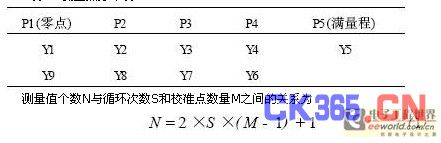 P1(零点) P2 P3 P4 P5(满量程)
Y1 Y2 Y3 Y4 Y5
Y9 Y8 Y7 Y6
测量值个数N与循环次数S和校准点数量M之间的关系为
CK365.CN
N=2 ×S ×(M - 1)+1
eeworld.com.cn